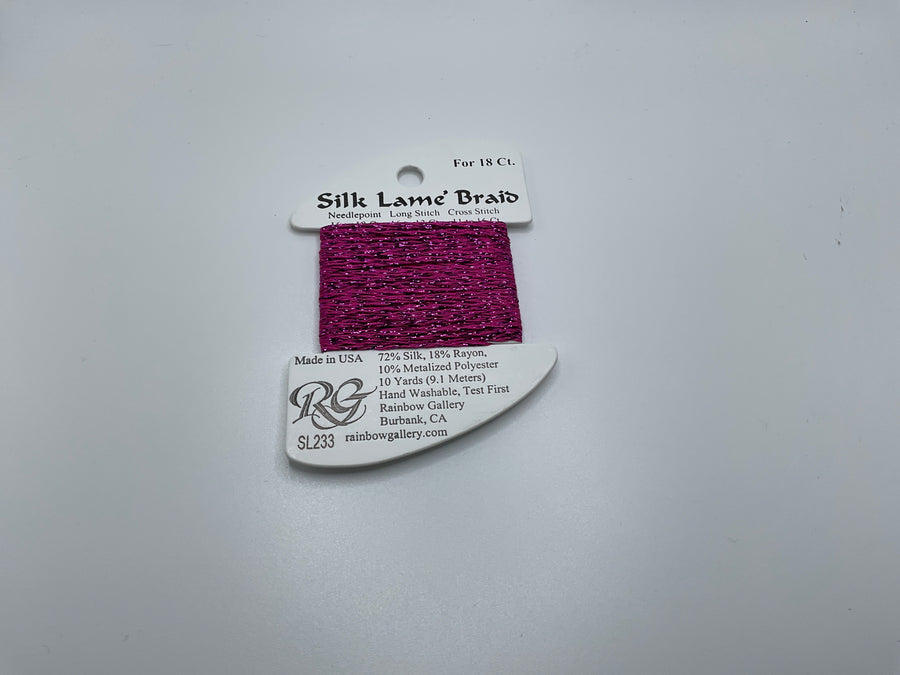 For 18 Ct.
Silk Lame' Braid
Needlepoint Long Stitch Cross Stitch
Made in USA
72% Silk, 18% Rayon,
10% Metalized Polyester
10 Yards (9.1 Meters)
Hand Washable, Test First
Rainbow Gallery
Burbank, CA
RG
SL233 rainbowgallery.com